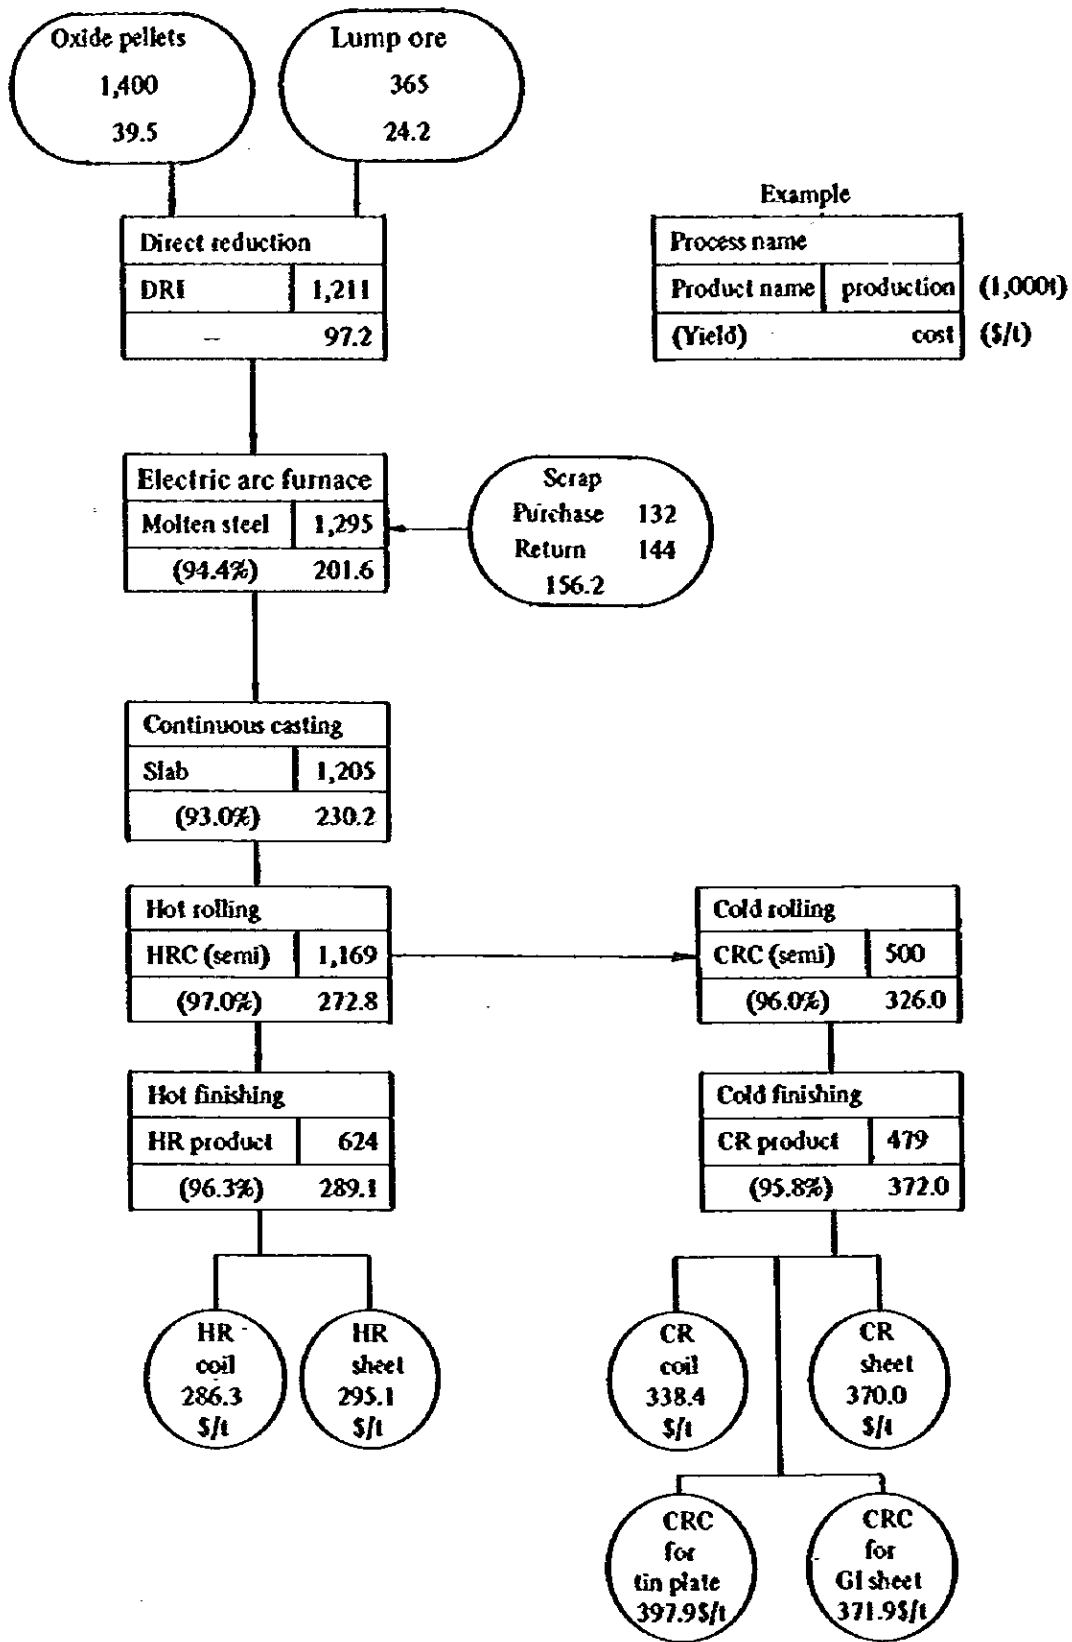 Oxide pellets
1,400
39.5
Lump ore
365
24.2
Example
Process name
Product name production (1,000t)
(Yield) cost ($/t)
Direct reduction
DRI 1,211
– 97.2
Electric arc furnace
Molten steel 1,295
(94.4%) 201.6
Scrap
Purchase 132
Return 144
156.2
Continuous casting
Slab 1,205
(93.0%) 230.2
Hot rolling
HRC (semi) 1,169
(97.0%) 272.8
Cold rolling
CRC (semi) 500
(96.0%) 326.0
Hot finishing
HR product 624
(96.3%) 289.1
Cold finishing
CR product 479
(95.8%) 372.0
HR
coil
286.3
$/t
HR
sheet
295.1
$/t
CR
coil
338.4
$/t
CR
sheet
370.0
$/t
CRC
for
tin plate
397.9$/t
CRC
for
GI sheet
371.9$/t